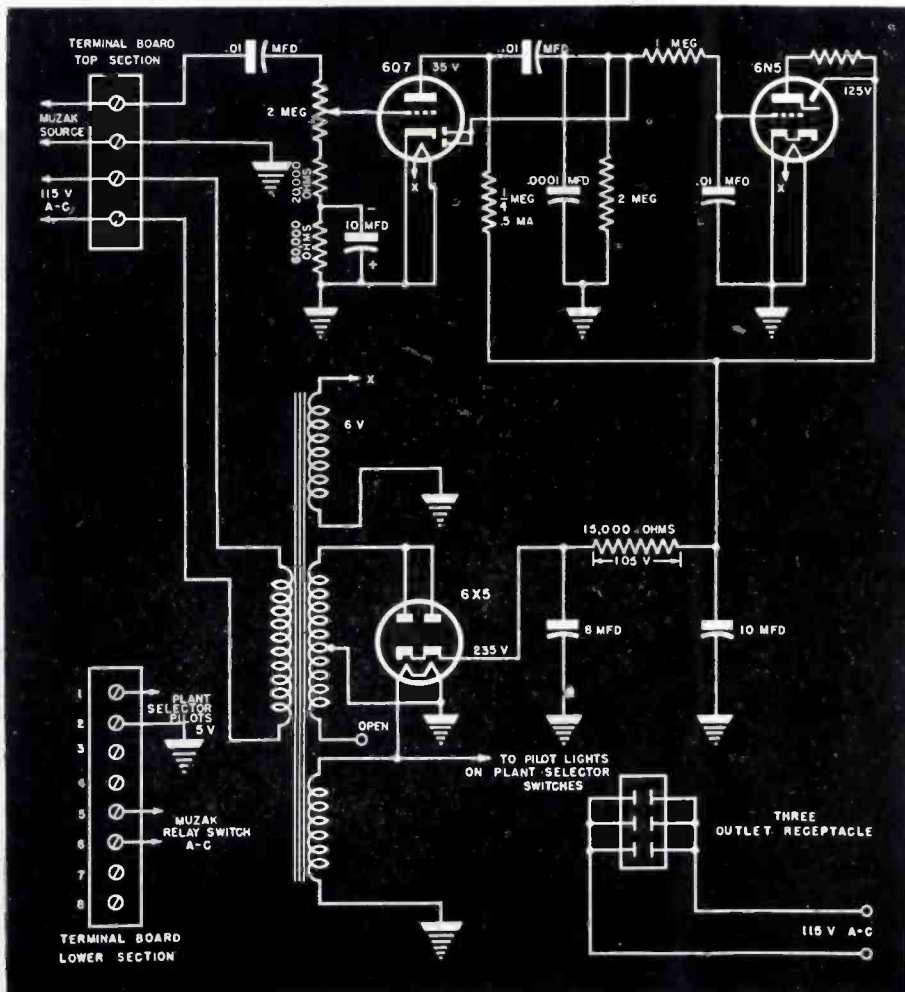 TERMINAL BOARD
TOP SECTION
MUZAK
SOURCE
115 V
A-C
.01 MFD
2 MEG
20,000
OHMS
60,000
OHMS
10 MFD
-
+
6Q7
35 V
X
.01 MFD
1/4
MEG
.5 MA
.0001 MFD
2 MEG
1 MEG
.01 MFD
6N5
125V
X
X
6 V
6X5
235 V
OPEN
15,000 OHMS
105 V
8 MFD
10 MFD
TO PILOT LIGHTS
ON PLANT SELECTOR
SWITCHES
1
2
3
4
5
6
7
8
PLANT
SELECTOR
PILOTS
5 V
MUZAK
RELAY SWITCH
A-C
TERMINAL BOARD
LOWER SECTION
THREE
OUTLET RECEPTACLE
115 V A-C